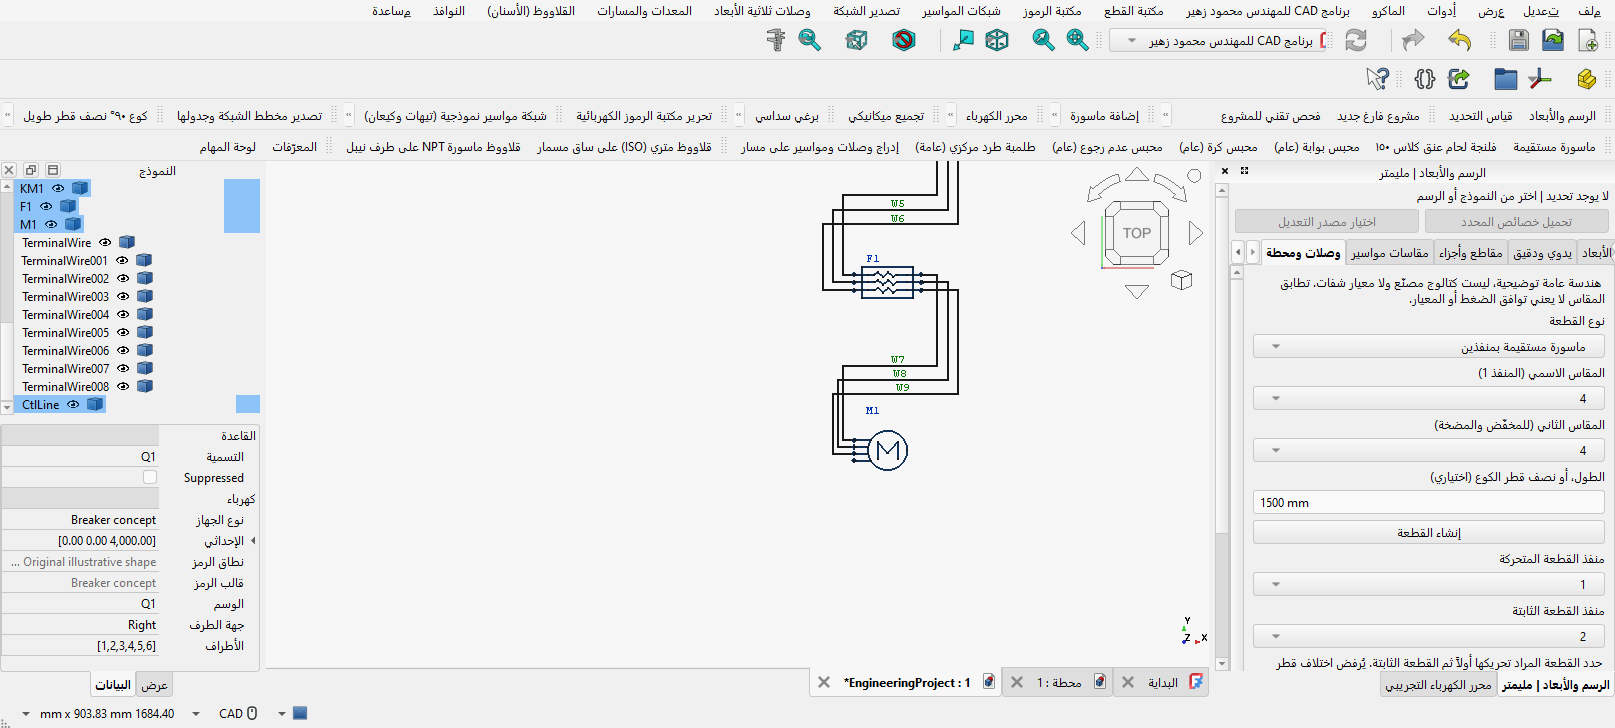 ملف
عرض
تعديل
أدوات
الماكرو
برنامج CAD للمهندس محمود زهير
مكتبة القطع
مكتبة الرموز
شبكات المواسير
تصدير الشبكة
وصلات ثلاثية الأبعاد
المعدات والمسارات
القلاووظ (الأسنان)
النوافذ
مساعدة
برنامج CAD للمهندس محمود زهير
الرسم والأبعاد
قياس التحديد
مشروع فارغ جديد
فحص تقني للمشروع
إضافة ماسورة
محرر الكهرباء
تجميع ميكانيكي
برغي سداسي
تحرير مكتبة الرموز الكهربائية
شبكة مواسير نموذجية (تيهات وكيعان)
تصدير مخطط الشبكة وجدولها
كوع ٩٠° نصف قطر طويل
ماسورة مستقيمة
فلنجة لحام عنق كلاس ١٥٠
محبس بوابة (عام)
محبس كرة (عام)
محبس عدم رجوع (عام)
طلمبة طرد مركزي (عامة)
إدراج وصلات ومواسير على مسار
قلاووظ متري (ISO) على ساق مسمار
قلاووظ ماسورة NPT على طرف نيبل
المعرّفات
لوحة المهام
النموذج
KM1
F1
M1
TerminalWire
TerminalWire001
TerminalWire002
TerminalWire003
TerminalWire004
TerminalWire005
TerminalWire006
TerminalWire007
TerminalWire008
CtlLine
القاعدة
التسمية Q1
Suppressed
كهرباء
نوع الجهاز Breaker concept
الإحداثي [0.00 0.00 4,000.00]
نطاق الرمز Original illustrative shape ...
قالب الرمز Breaker concept
الوسم Q1
جهة الطرف Right
الأطراف [1,2,3,4,5,6]
عرض
البيانات
W5
W6
F1
W7
W8
W9
M1
M
TOP
Y
Z
X
الرسم والأبعاد | مليمتر
لا يوجد تحديد | اختر من النموذج أو الرسم
تحميل خصائص المحدد
اختيار مصدر التعديل
الأبعاد
يدوي ودقيق
مقاطع وأجزاء
مقاسات مواسير
وصلات ومحطة
هندسة عامة توضيحية، ليست كتالوج مصنّع ولا معيار شفات. تطابق
المقاس لا يعني توافق الضغط أو المعيار.
نوع القطعة
ماسورة مستقيمة بمنفذين
المقاس الاسمي (المنفذ 1)
4
المقاس الثاني (للمخفّض والمضخة)
4
الطول، أو نصف قطر الكوع (اختياري)
1500 mm
إنشاء القطعة
منفذ القطعة المتحركة
1
منفذ القطعة الثابتة
2
حدد القطعة المراد تحريكها أولاً ثم القطعة الثابتة. يُرفض اختلاف قطر
الرسم والأبعاد | مليمتر
محرر الكهرباء التجريبي
البداية
محطة : 1
EngineeringProject : 1*
CAD
mm x 903.83 mm 1684.40